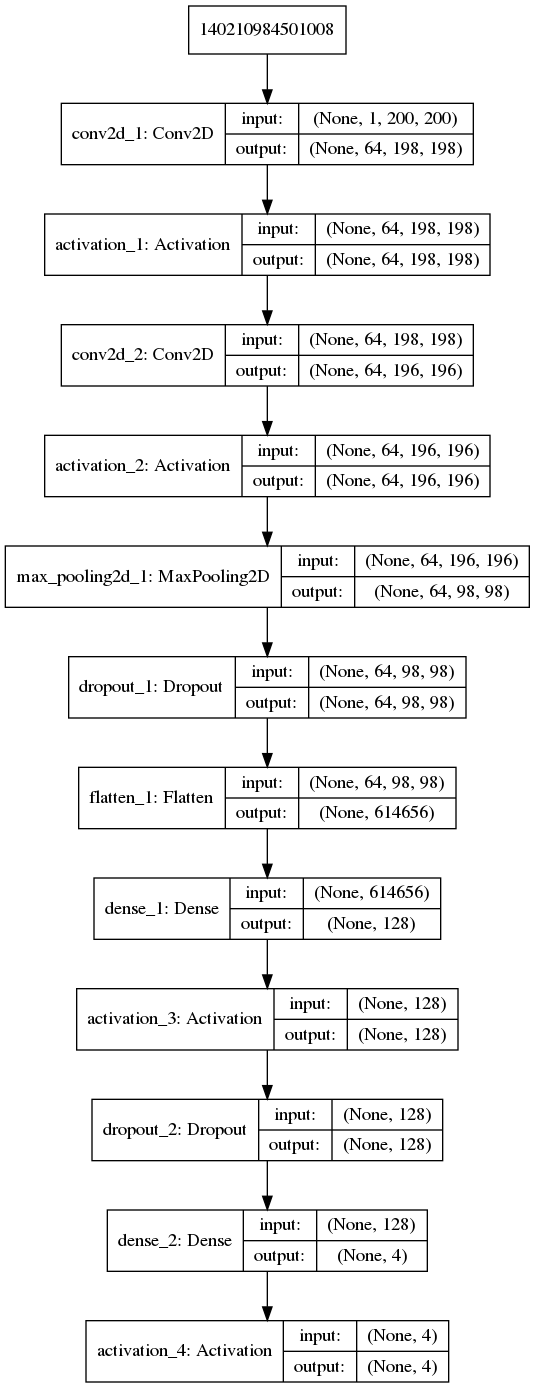 140210984501008
conv2d_1: Conv2D
input: (None, 1, 200, 200)
output: (None, 64, 198, 198)
activation_1: Activation
input: (None, 64, 198, 198)
output: (None, 64, 198, 198)
conv2d_2: Conv2D
input: (None, 64, 198, 198)
output: (None, 64, 196, 196)
activation_2: Activation
input: (None, 64, 196, 196)
output: (None, 64, 196, 196)
max_pooling2d_1: MaxPooling2D
input: (None, 64, 196, 196)
output: (None, 64, 98, 98)
dropout_1: Dropout
input: (None, 64, 98, 98)
output: (None, 64, 98, 98)
flatten_1: Flatten
input: (None, 64, 98, 98)
output: (None, 614656)
dense_1: Dense
input: (None, 614656)
output: (None, 128)
activation_3: Activation
input: (None, 128)
output: (None, 128)
dropout_2: Dropout
input: (None, 128)
output: (None, 128)
dense_2: Dense
input: (None, 128)
output: (None, 4)
activation_4: Activation
input: (None, 4)
output: (None, 4)